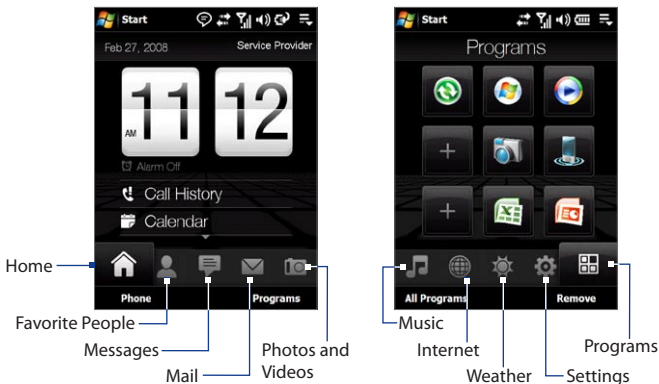 Start
Feb 27, 2008
Service Provider
11 12
AM
Alarm Off
Call History
Calendar
Phone
Programs
Home
Favorite People
Messages
Mail
Photos and
Videos
Start
Programs
All Programs
Remove
Music
Internet
Weather
Settings
Programs